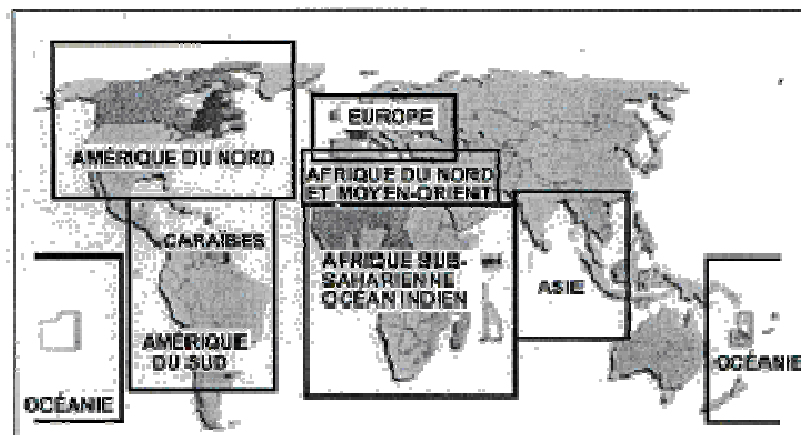 EUROPE
AMÉRIQUE DU NORD
AFRIQUE DU NORD
ET MOYEN-ORIENT
CARAÏBES
AFRIQUE SUB-
SAHARIENNE
OCÉAN INDIEN
ASIE
AMÉRIQUE
DU SUD
OCÉANIE
OCÉANIE